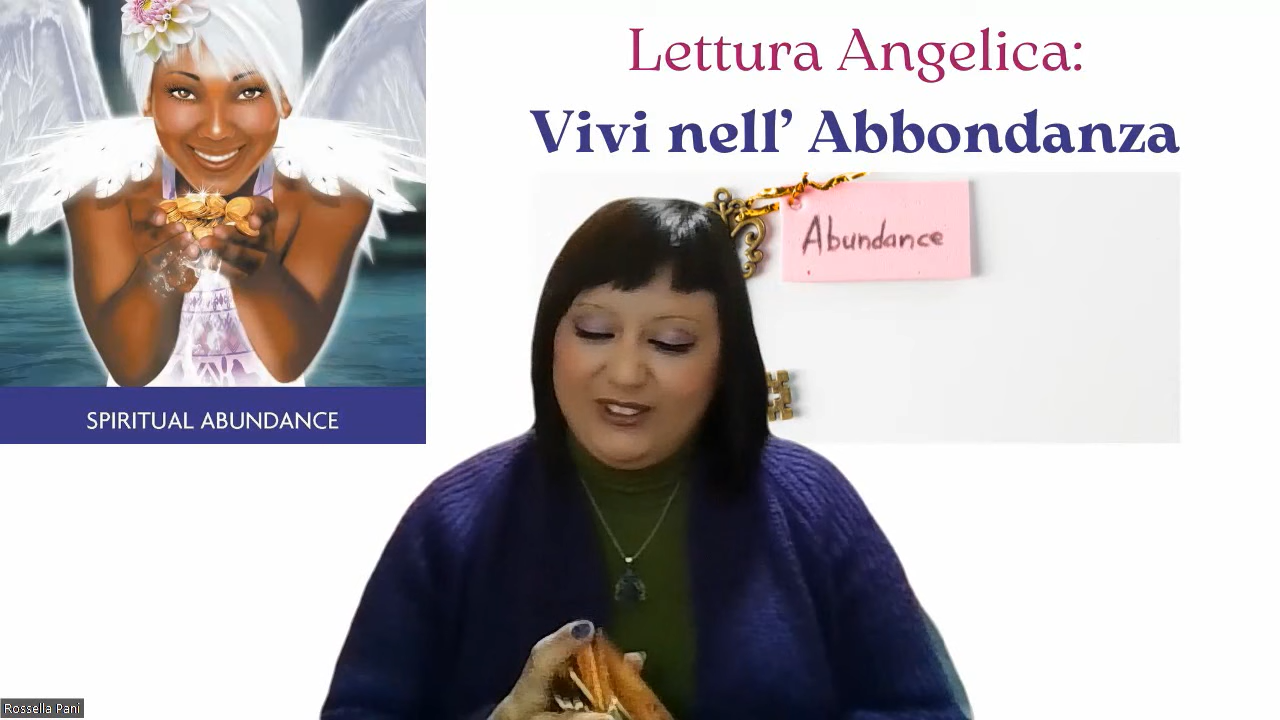 Lettura Angelica:
Vivi nell’ Abbondanza
Abundance
SPIRITUAL ABUNDANCE
Rossella Pani